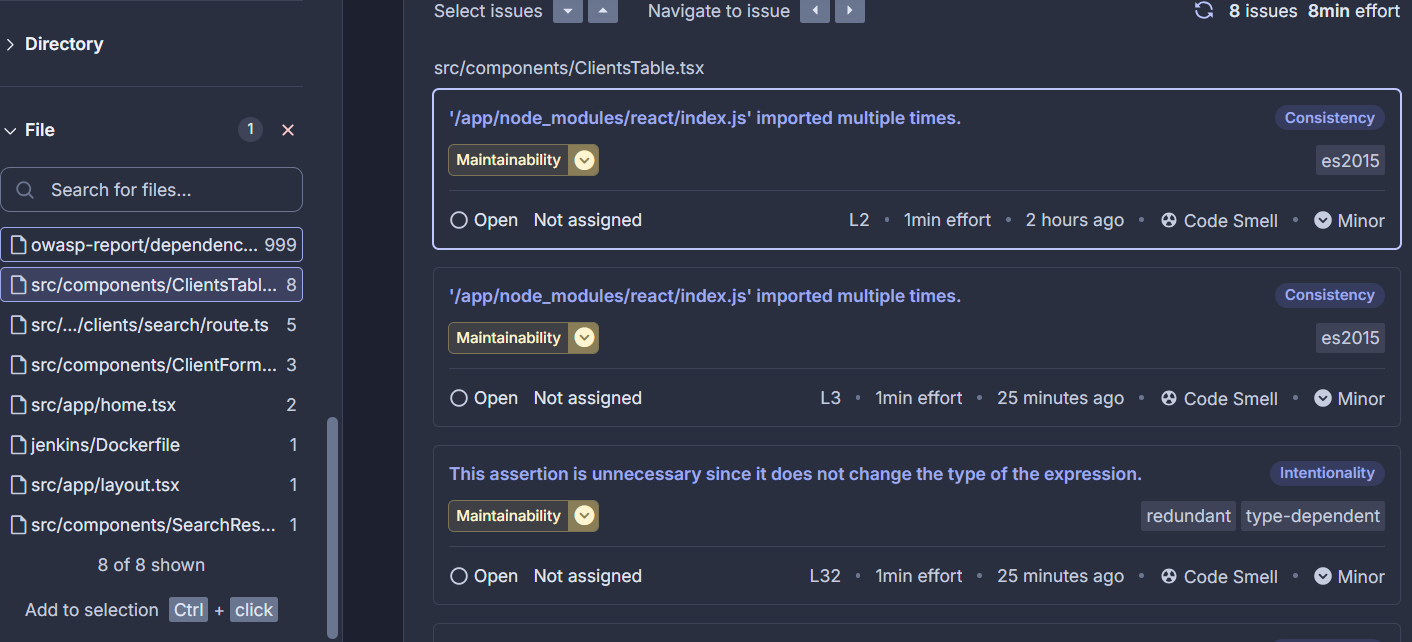 Directory
File 1
Search for files...
owasp-report/dependenc... 999
src/components/ClientsTabl... 8
src/.../clients/search/route.ts 5
src/components/ClientForm... 3
src/app/home.tsx 2
jenkins/Dockerfile 1
src/app/layout.tsx 1
src/components/SearchRes... 1
8 of 8 shown
Add to selection Ctrl + click
Select issues Navigate to issue 8 issues 8min effort
src/components/ClientsTable.tsx
'/app/node_modules/react/index.js' imported multiple times. Consistency
Maintainability es2015
Open Not assigned L2 • 1min effort • 2 hours ago • Code Smell • Minor
'/app/node_modules/react/index.js' imported multiple times. Consistency
Maintainability es2015
Open Not assigned L3 • 1min effort • 25 minutes ago • Code Smell • Minor
This assertion is unnecessary since it does not change the type of the expression. Intentionality
Maintainability redundant type-dependent
Open Not assigned L32 • 1min effort • 25 minutes ago • Code Smell • Minor